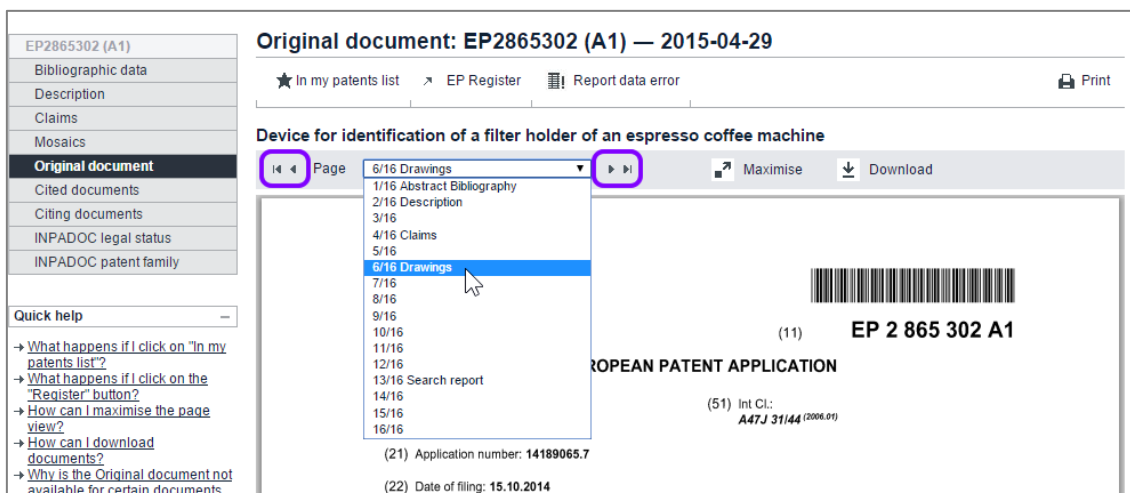 EP2865302 (A1)
Bibliographic data
Description
Claims
Mosaics
Original document
Cited documents
Citing documents
INPADOC legal status
INPADOC patent family
Quick help
What happens if I click on "In my
patents list"?
What happens if I click on the
"Register" button?
How can I maximise the page
view?
How can I download
documents?
Why is the Original document not
available for certain documents
Original document: EP2865302 (A1) — 2015-04-29
In my patents list EP Register Report data error Print
Device for identification of a filter holder of an espresso coffee machine
Page 6/16 Drawings Maximise Download
1/16 Abstract Bibliography
2/16 Description
3/16
4/16 Claims
5/16
6/16 Drawings
7/16
8/16
9/16
10/16
11/16
12/16
13/16 Search report
14/16
15/16
16/16
(11) EP 2 865 302 A1
ROPEAN PATENT APPLICATION
(51) Int Cl.:
A47J 31/44 (2006.01)
(21) Application number: 14189065.7
(22) Date of filing: 15.10.2014